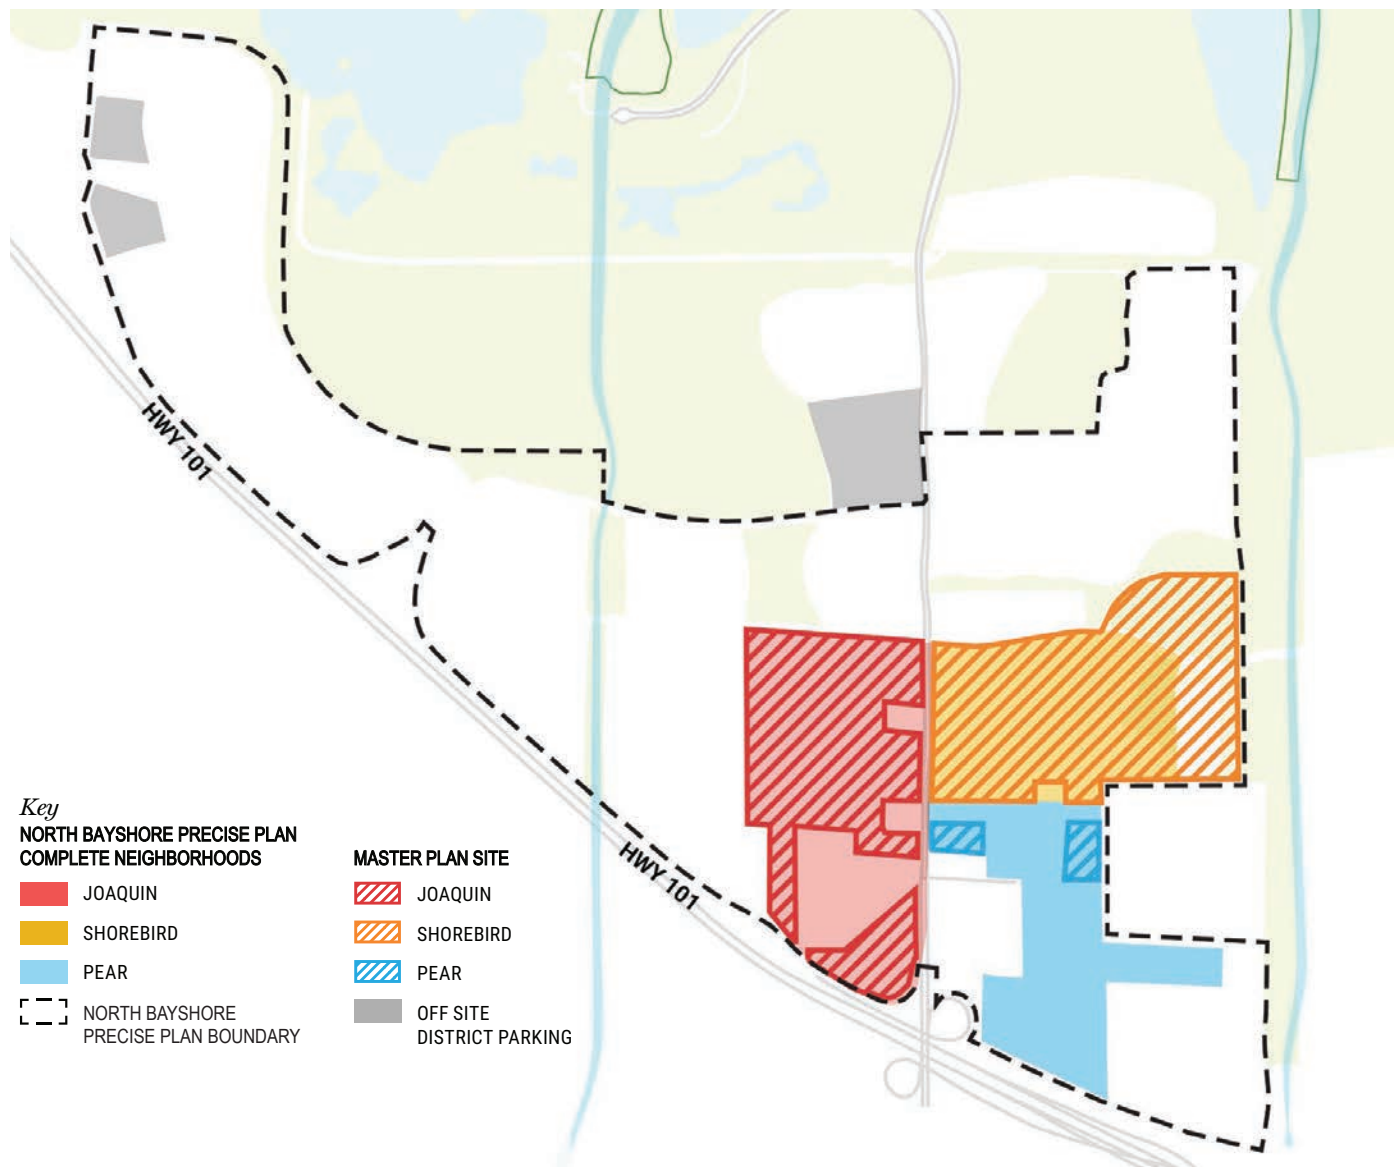 HWY 101
HWY 101
Key
NORTH BAYSHORE PRECISE PLAN
COMPLETE NEIGHBORHOODS
JOAQUIN
SHOREBIRD
PEAR
NORTH BAYSHORE
PRECISE PLAN BOUNDARY
MASTER PLAN SITE
JOAQUIN
SHOREBIRD
PEAR
OFF SITE
DISTRICT PARKING